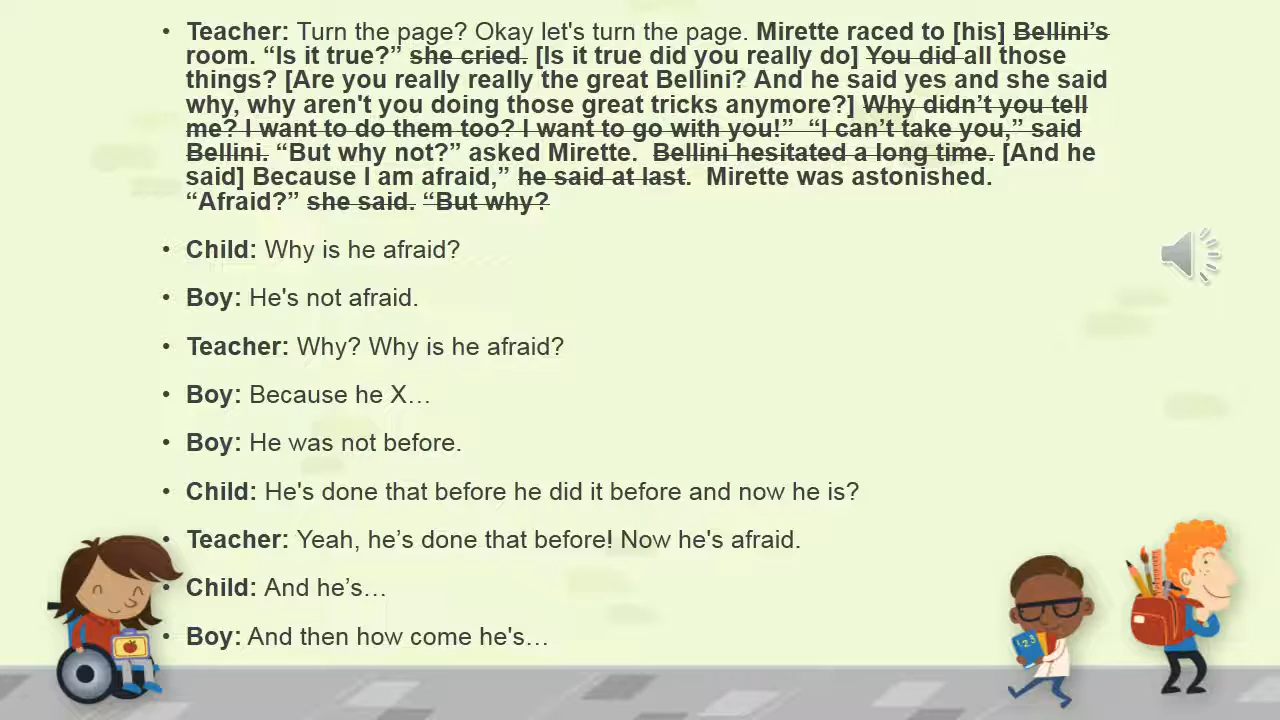 • Teacher: Turn the page? Okay let's turn the page. Mirette raced to [his] Bellini’s
room. “Is it true?” she cried. [Is it true did you really do] You did all those
things? [Are you really really the great Bellini? And he said yes and she said
why, why aren't you doing those great tricks anymore?] Why didn’t you tell
me? I want to do them too? I want to go with you!” “I can’t take you,” said
Bellini. “But why not?” asked Mirette. Bellini hesitated a long time. [And he
said] Because I am afraid,” he said at last. Mirette was astonished.
“Afraid?” she said. “But why?
• Child: Why is he afraid?
• Boy: He's not afraid.
• Teacher: Why? Why is he afraid?
• Boy: Because he X…
• Boy: He was not before.
• Child: He's done that before he did it before and now he is?
• Teacher: Yeah, he’s done that before! Now he's afraid.
• Child: And he’s…
• Boy: And then how come he's…
123